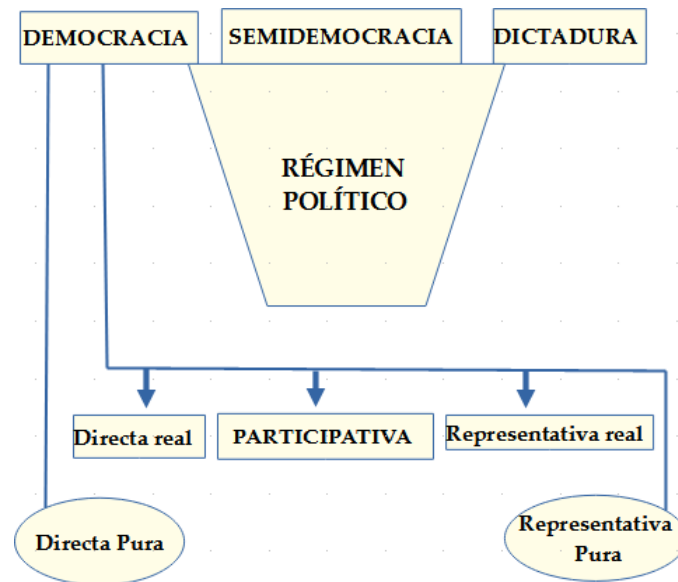 DEMOCRACIA
SEMIDEMOCRACIA
DICTADURA
RÉGIMEN
POLÍTICO
Directa real
PARTICIPATIVA
Representativa real
Directa Pura
Representativa
Pura